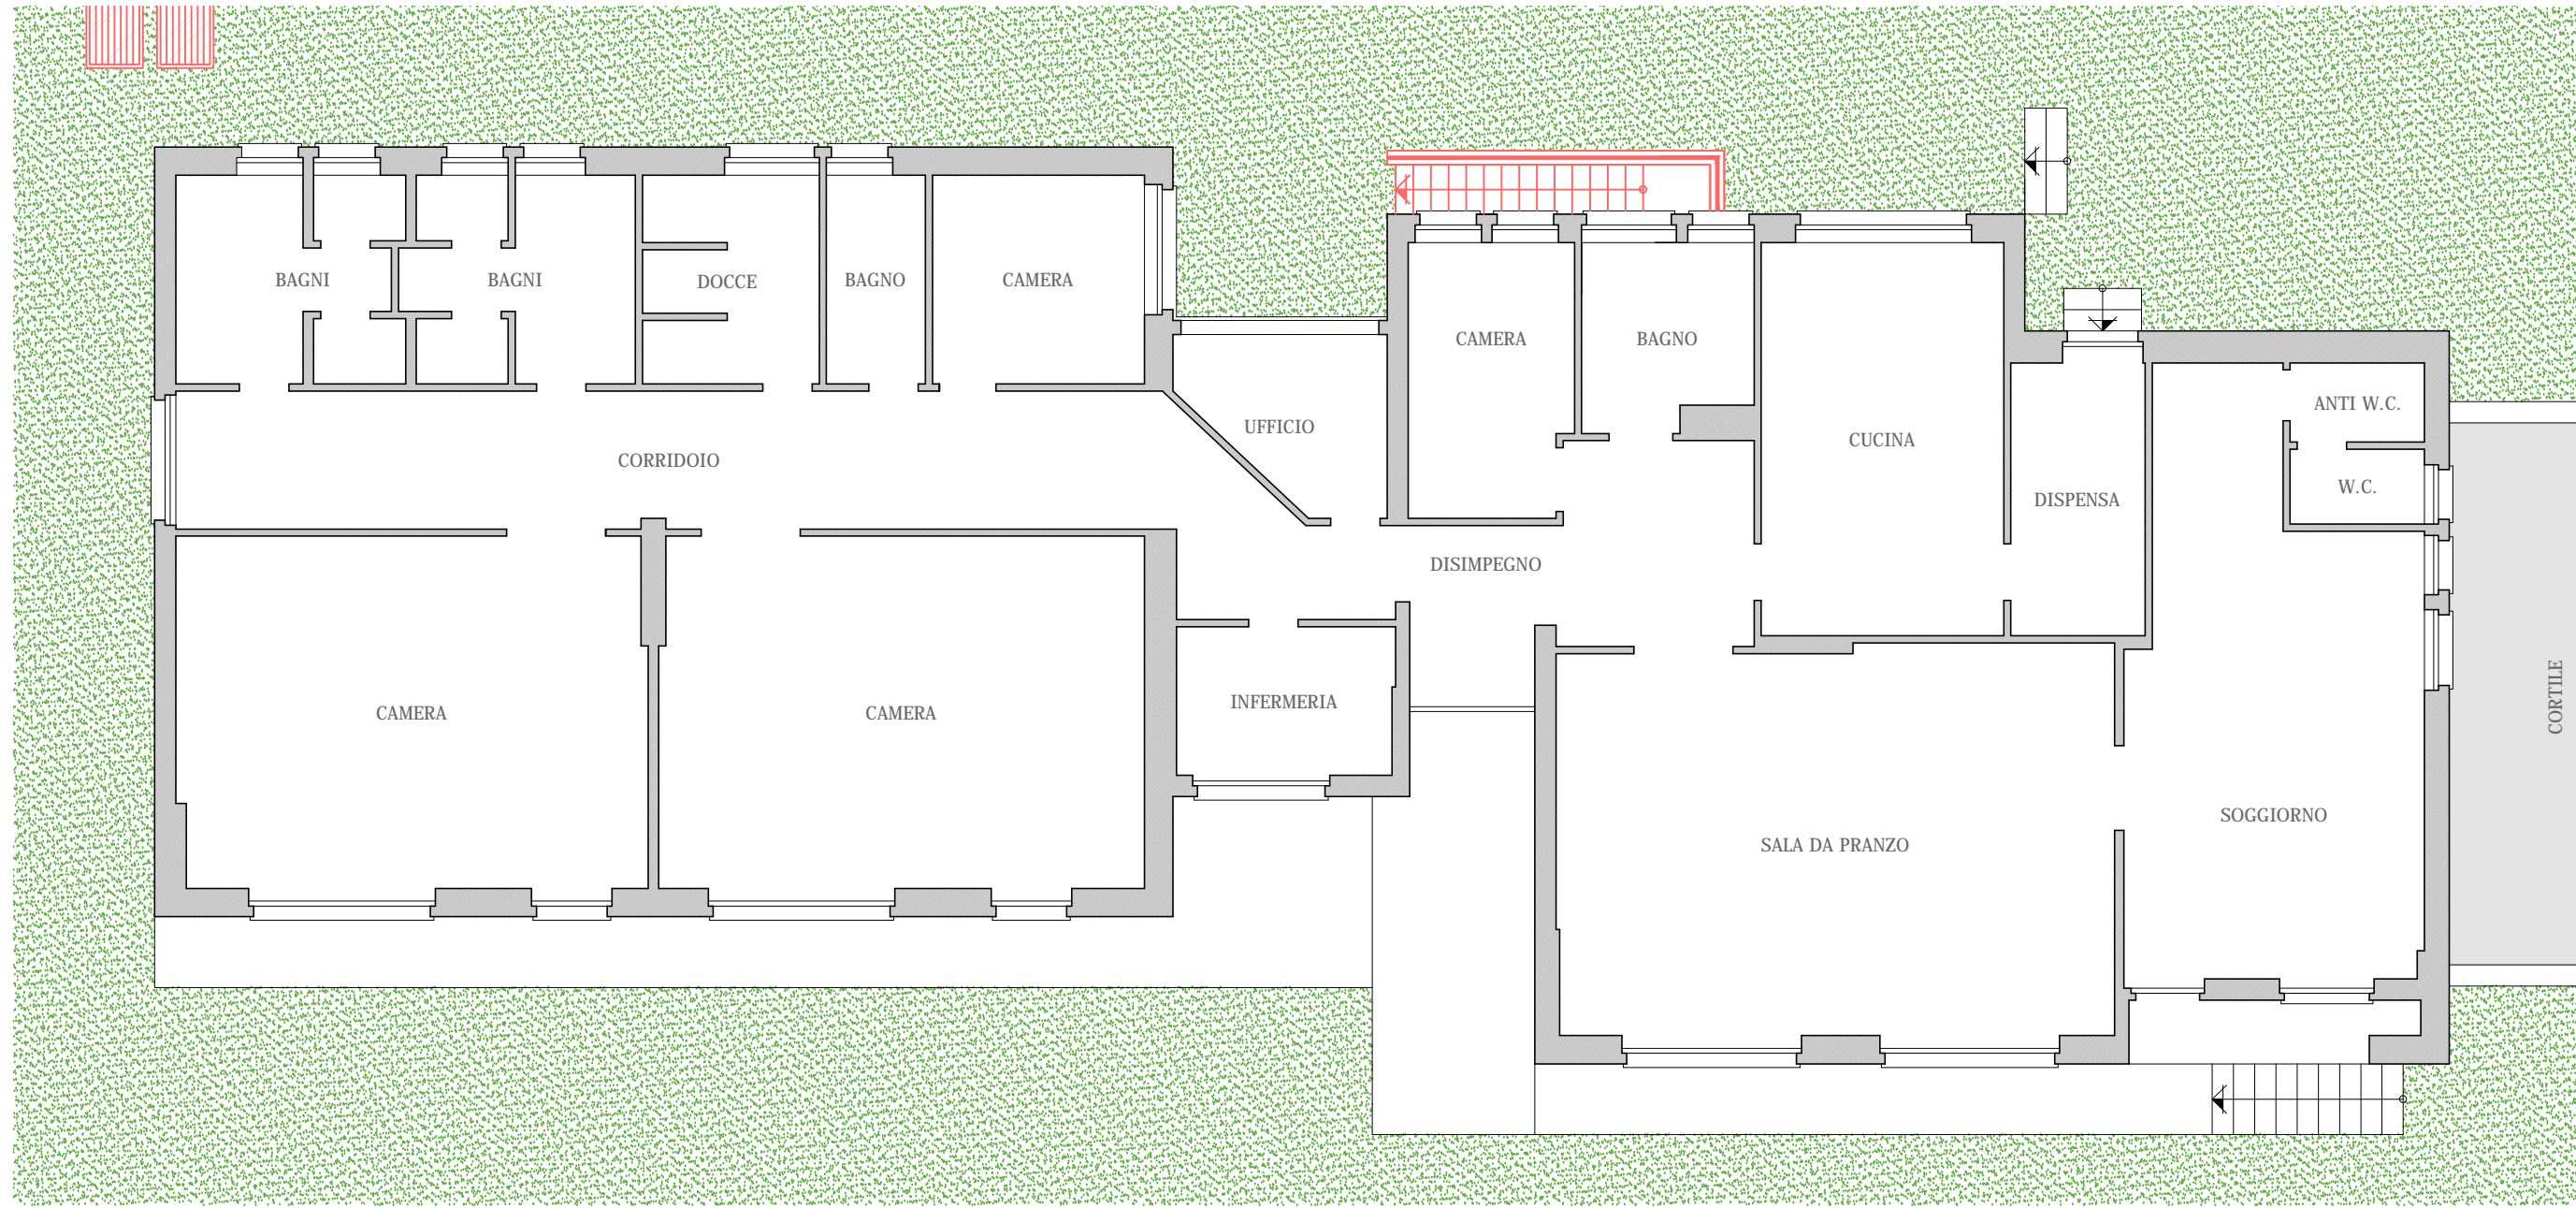 BAGNI
BAGNI
DOCCE
BAGNO
CAMERA
CAMERA
BAGNO
UFFICIO
CUCINA
ANTI W.C.
W.C.
DISPENSA
CORRIDOIO
DISIMPEGNO
CAMERA
CAMERA
INFERMERIA
CORTILE
SALA DA PRANZO
SOGGIORNO